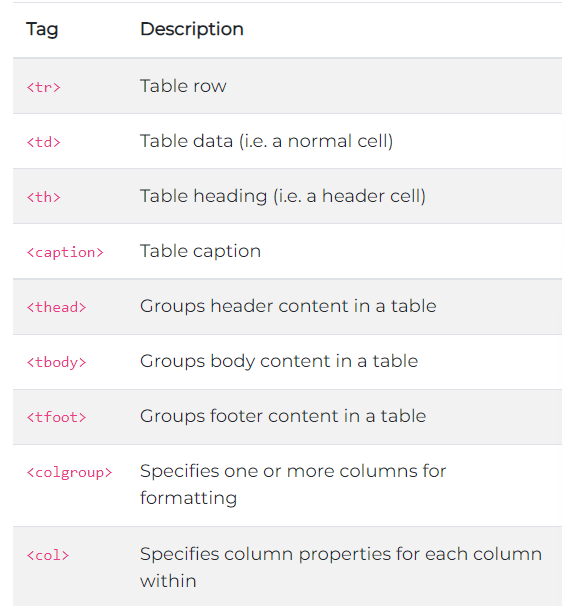 Tag Description
<tr> Table row
<td> Table data (i.e. a normal cell)
<th> Table heading (i.e. a header cell)
<caption> Table caption
<thead> Groups header content in a table
<tbody> Groups body content in a table
<tfoot> Groups footer content in a table
<colgroup> Specifies one or more columns for
formatting
<col> Specifies column properties for each column
within